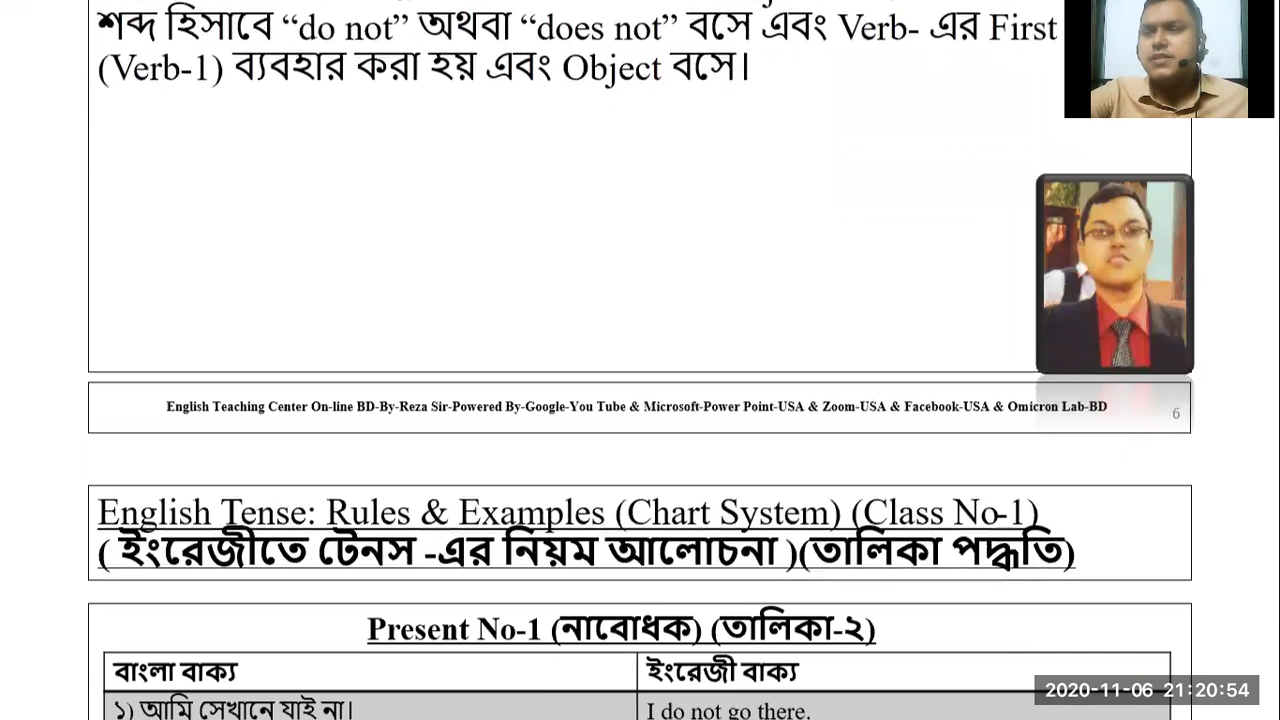 শব্দ হিসাবে “do not” অথবা “does not” বসে এবং Verb- এর First
(Verb-1) ব্যবহার করা হয় এবং Object বসে।
English Teaching Center On-line BD-By-Reza Sir-Powered By-Google-You Tube & Microsoft-Power Point-USA & Zoom-USA & Facebook-USA & Omicron Lab-BD
6
English Tense: Rules & Examples (Chart System) (Class No-1)
( ইংরেজীতে টেনস -এর নিয়ম আলোচনা )(তালিকা পদ্ধতি)
Present No-1 (নাবোধক) (তালিকা-২)
বাংলা বাক্য ইংরেজী বাক্য
১) আমি সেখানে যাই না। I do not go there.
2020-11-06 21:20:54